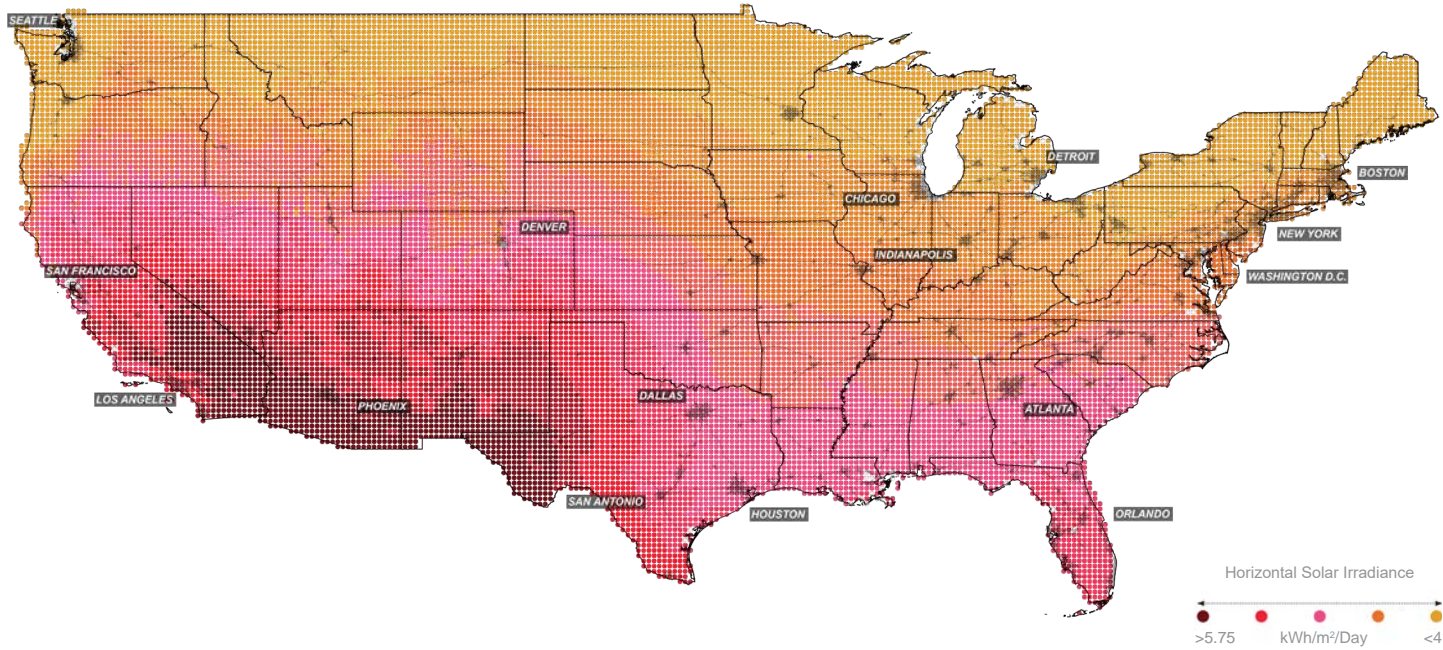 SEATTLE
DETROIT
BOSTON
CHICAGO
DENVER
NEW YORK
INDIANAPOLIS
SAN FRANCISCO
WASHINGTON D.C.
LOS ANGELES
PHOENIX
DALLAS
ATLANTA
SAN ANTONIO
HOUSTON
ORLANDO
Horizontal Solar Irradiance
>5.75 kWh/m²/Day <4